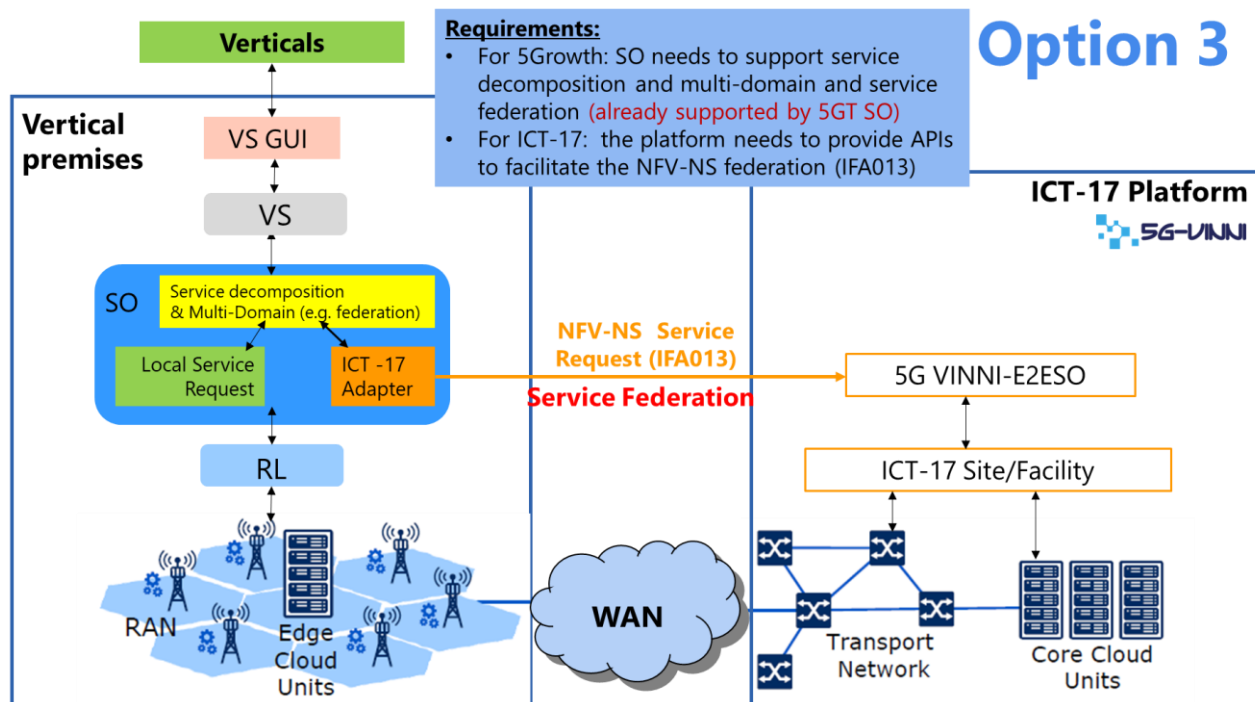 Verticals
Requirements:
• For 5Growth: SO needs to support service
decomposition and multi-domain and service
federation (already supported by 5GT SO)
• For ICT-17: the platform needs to provide APIs
to facilitate the NFV-NS federation (IFA013)
Option 3
Vertical
premises
VS GUI
VS
SO
Service decomposition
& Multi-Domain (e.g. federation)
Local Service
Request
ICT -17
Adapter
RL
RAN
Edge
Cloud
Units
NFV-NS Service
Request (IFA013)
Service Federation
WAN
ICT-17 Platform
5G-VINNI
5G VINNI-E2ESO
ICT-17 Site/Facility
Transport
Network
Core Cloud
Units